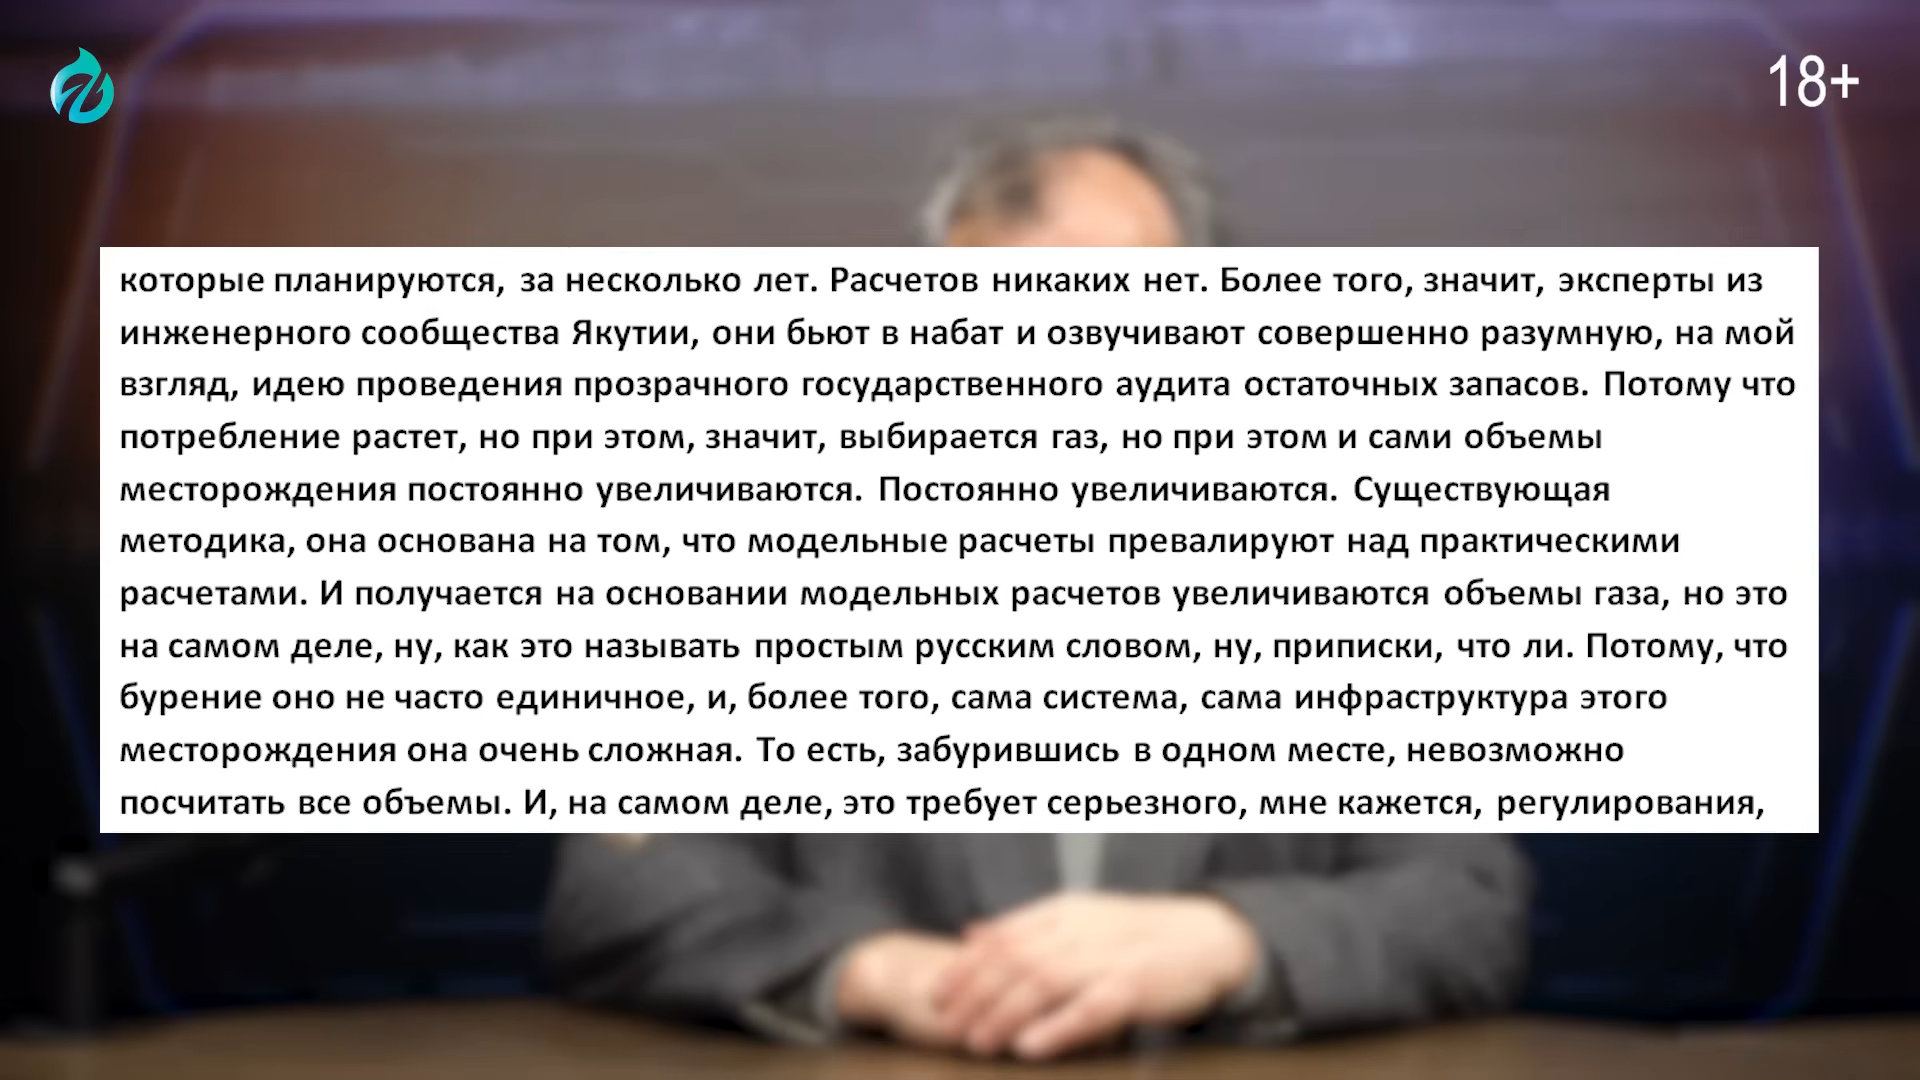 18+
которые планируются, за несколько лет. Расчетов никаких нет. Более того, значит, эксперты из
инженерного сообщества Якутии, они бьют в набат и озвучивают совершенно разумную, на мой
взгляд, идею проведения прозрачного государственного аудита остаточных запасов. Потому что
потребление растет, но при этом, значит, выбирается газ, но при этом и сами объемы
месторождения постоянно увеличиваются. Постоянно увеличиваются. Существующая
методика, она основана на том, что модельные расчеты превалируют над практическими
расчетами. И получается на основании модельных расчетов увеличиваются объемы газа, но это
на самом деле, ну, как это называть простым русским словом, ну, приписки, что ли. Потому, что
бурение оно не часто единичное, и, более того, сама система, сама инфраструктура этого
месторождения она очень сложная. То есть, забурившись в одном месте, невозможно
посчитать все объемы. И, на самом деле, это требует серьезного, мне кажется, регулирования,